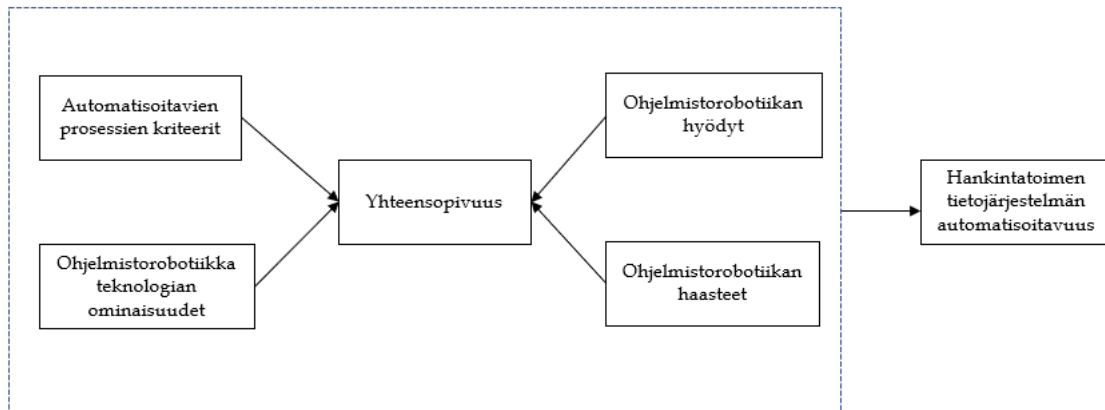 Automatisoitavien
prosessien kriteerit
Ohjelmistorobotiikka
teknologian
ominaisuudet
Yhteensopivuus
Ohjelmistorobotiikan
hyödyt
Ohjelmistorobotiikan
haasteet
Hankintatoimen
tietojärjestelmän
automatisoitavuus